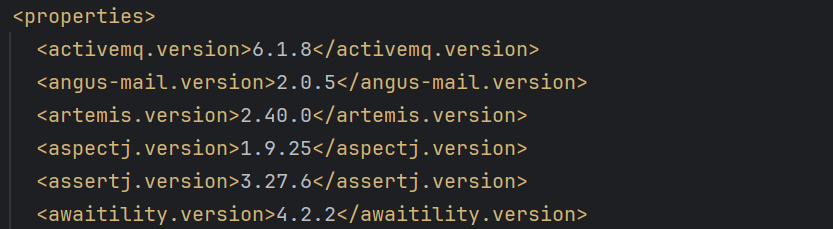 <properties>
<activemq.version>6.1.8</activemq.version>
<angus-mail.version>2.0.5</angus-mail.version>
<artemis.version>2.40.0</artemis.version>
<aspectj.version>1.9.25</aspectj.version>
<assertj.version>3.27.6</assertj.version>
<awaitility.version>4.2.2</awaitility.version>